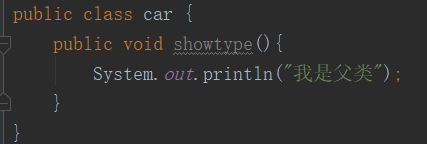 public class car {
public void showtype(){
System.out.println("我是父类");
}
}